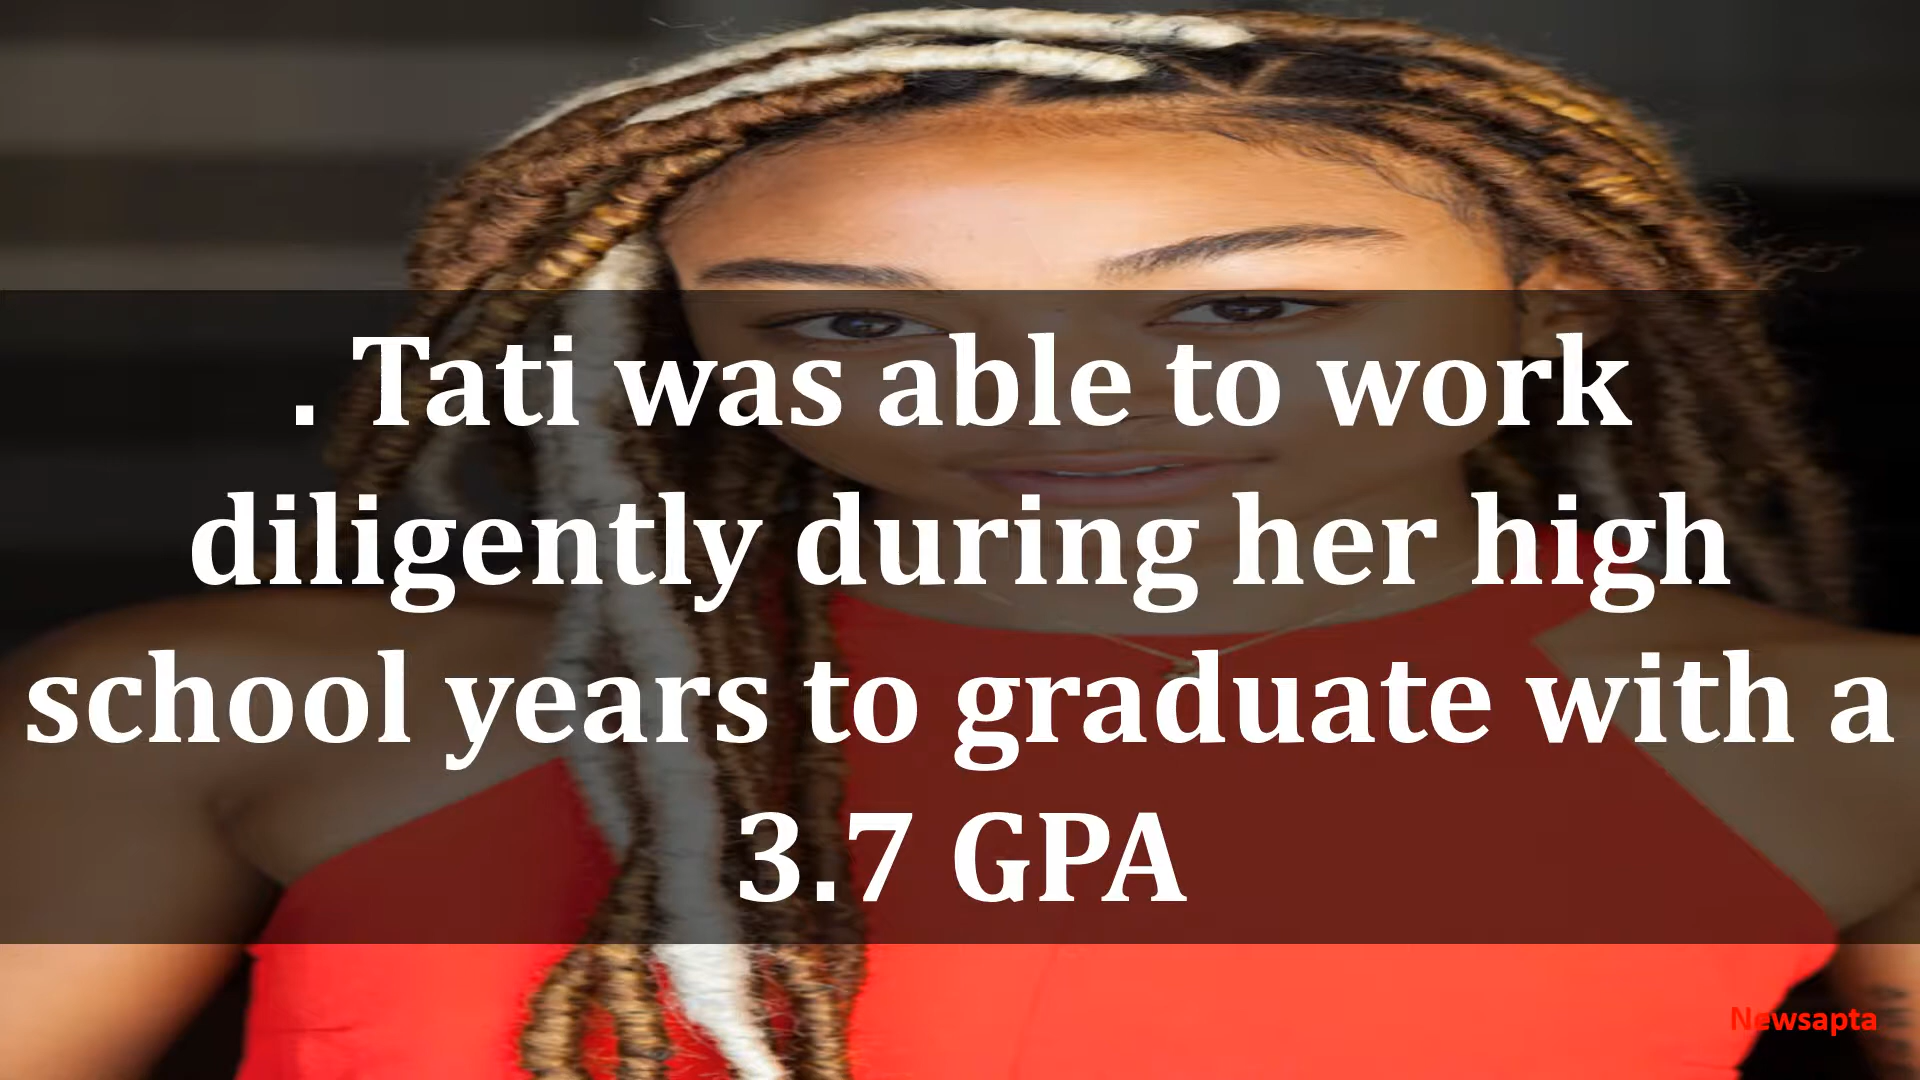 . Tati was able to work
diligently during her high
school years to graduate with a
3.7 GPA
Newsapta